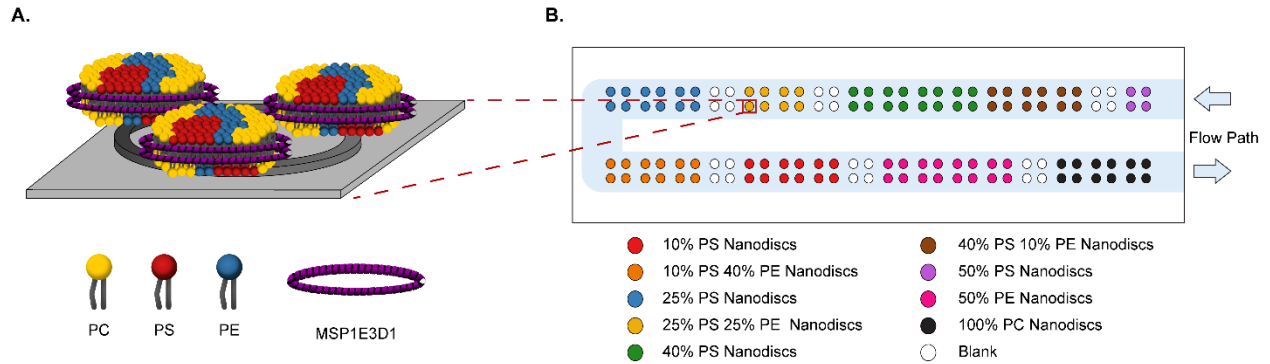 A.
B.
Flow Path
PC
PS
PE
MSP1E3D1
10% PS Nanodiscs
10% PS 40% PE Nanodiscs
25% PS Nanodiscs
25% PS 25% PE Nanodiscs
40% PS Nanodiscs
40% PS 10% PE Nanodiscs
50% PS Nanodiscs
50% PE Nanodiscs
100% PC Nanodiscs
Blank